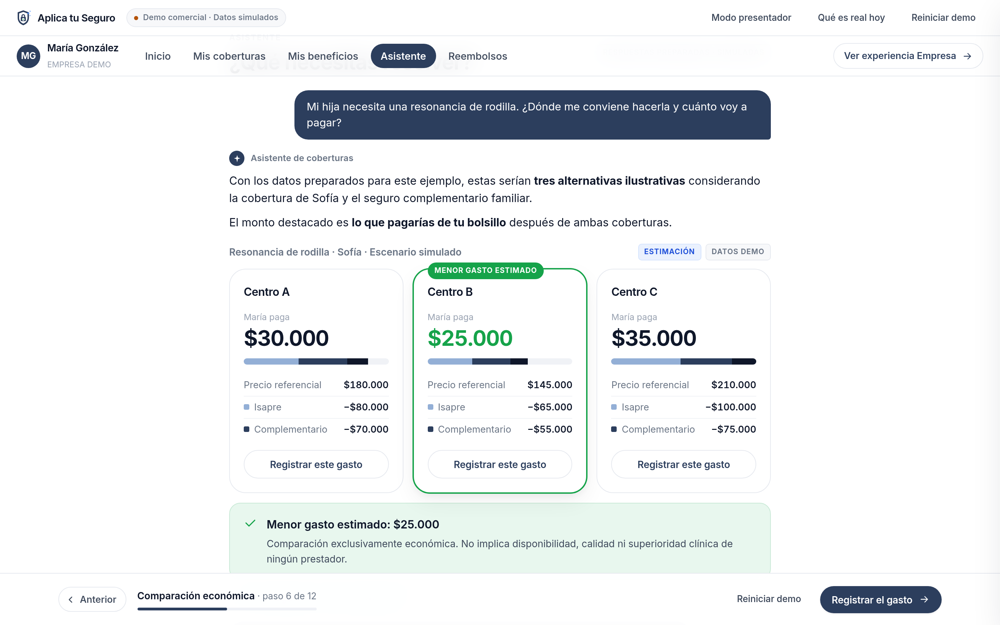 Aplica tu Seguro
Demo comercial · Datos simulados
Modo presentador
Qué es real hoy
Reiniciar demo
ASISTENTE
MG
María González
EMPRESA DEMO
Inicio
Mis coberturas
Mis beneficios
Asistente
Reembolsos
Ver experiencia Empresa
¿Qué necesitas
ver?
Mi hija necesita una resonancia de rodilla. ¿Dónde me conviene hacerla y cuánto voy a
pagar?
Asistente de coberturas
Con los datos preparados para este ejemplo, estas serían tres alternativas ilustrativas considerando
la cobertura de Sofía y el seguro complementario familiar.
El monto destacado es lo que pagarías de tu bolsillo después de ambas coberturas.
Resonancia de rodilla · Sofía · Escenario simulado
ESTIMACIÓN
DATOS DEMO
Centro A
María paga
$30.000
Precio referencial $180.000
Isapre −$80.000
Complementario −$70.000
Registrar este gasto
MENOR GASTO ESTIMADO
Centro B
María paga
$25.000
Precio referencial $145.000
Isapre −$65.000
Complementario −$55.000
Registrar este gasto
Centro C
María paga
$35.000
Precio referencial $210.000
Isapre −$100.000
Complementario −$75.000
Registrar este gasto
Menor gasto estimado: $25.000
Comparación exclusivamente económica. No implica disponibilidad, calidad ni superioridad clínica de
ningún prestador.
Anterior
Comparación económica · paso 6 de 12
Reiniciar demo
Registrar el gasto